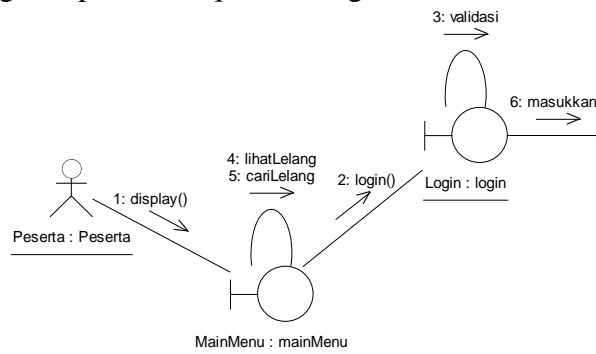 3: validasi
6: masukkan
4: lihatLelang
5: cariLelang
2: login()
Login : login
1: display()
Peserta : Peserta
MainMenu : mainMenu